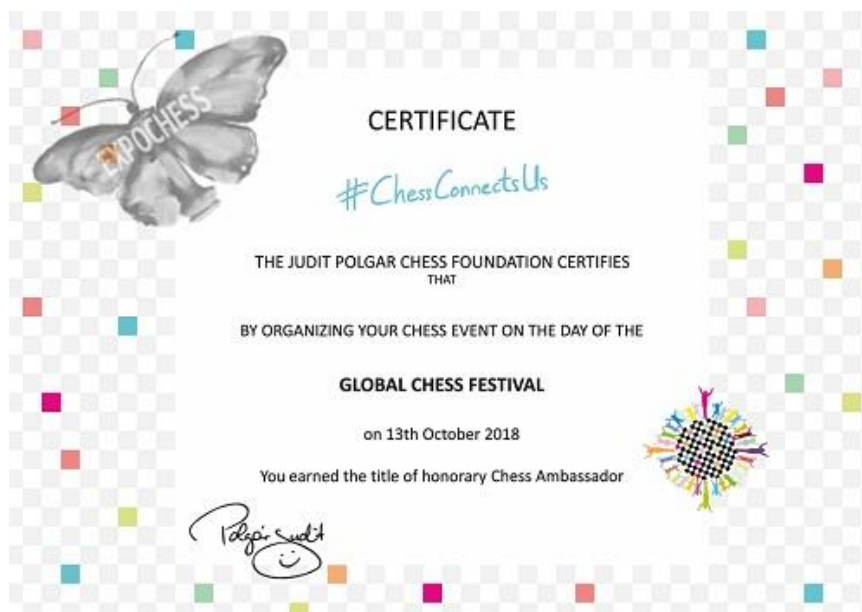 EXPOCHESS
CERTIFICATE
#ChessConnectsUs
THE JUDIT POLGAR CHESS FOUNDATION CERTIFIES
THAT
BY ORGANIZING YOUR CHESS EVENT ON THE DAY OF THE
GLOBAL CHESS FESTIVAL
on 13th October 2018
You earned the title of honorary Chess Ambassador
Polgár Judit